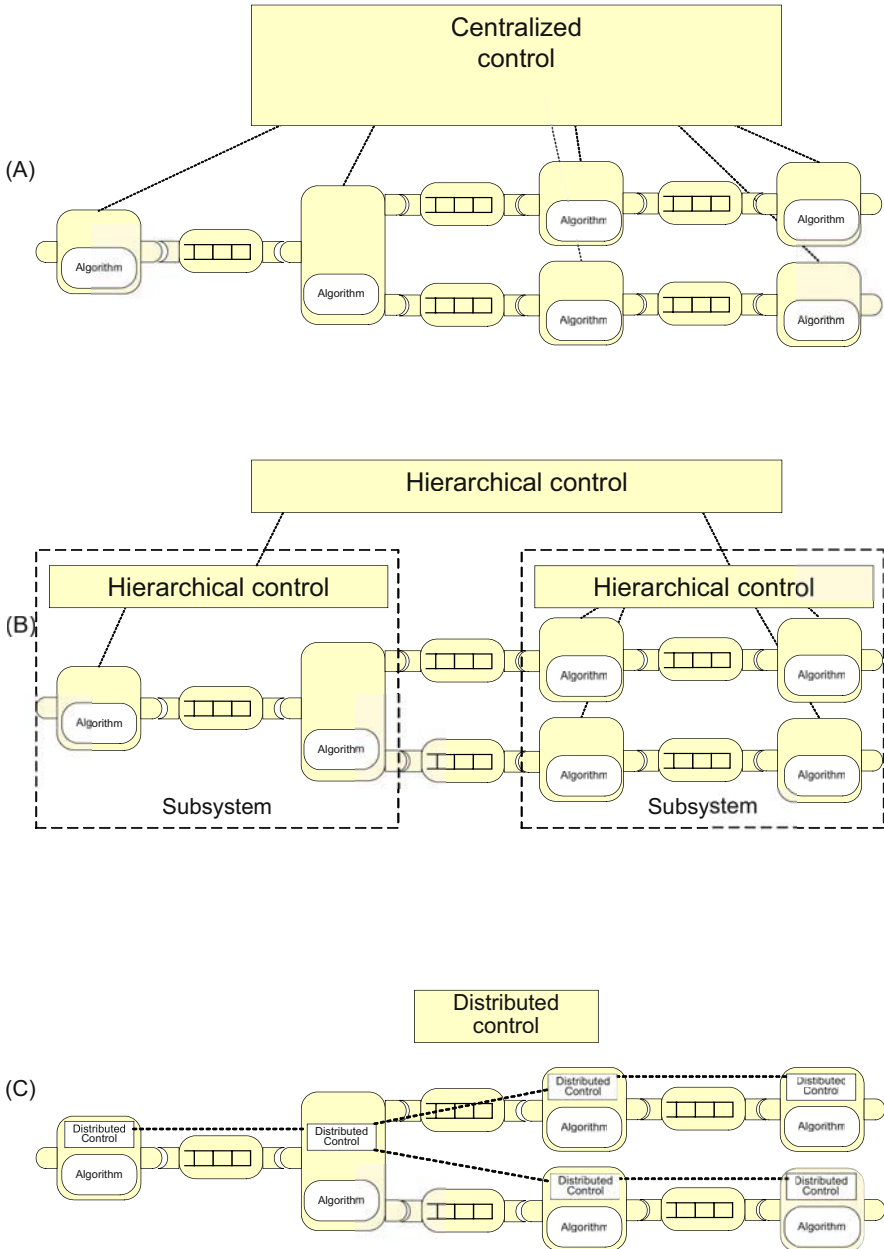 Centralized
control
(A)
Algorithm
Algorithm
Algorithm
Algorithm
Algorithm
Algorithm
Hierarchical control
Hierarchical control
Hierarchical control
(B)
Algorithm
Algorithm
Algorithm
Algorithm
Algorithm
Algorithm
Subsystem
Subsystem
Distributed
control
(C)
Distributed
Control
Algorithm
Distributed
Control
Algorithm
Distributed
Control
Algorithm
Distibuted
Control
Algorithm
Distributed
Control
Algorithm
Distributed
Control
Algorithm